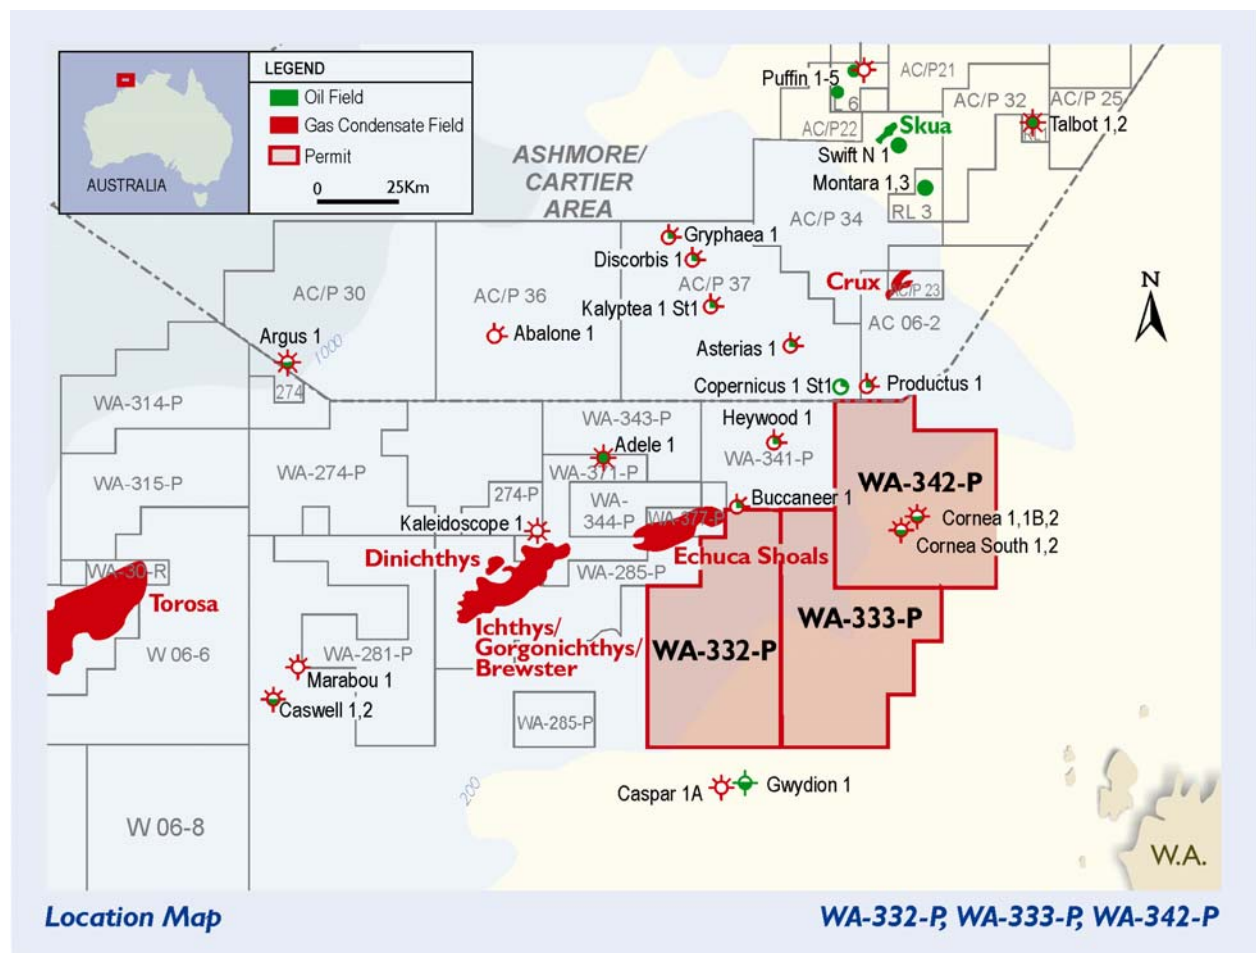 LEGEND
Oil Field
Gas Condensate Field
Permit
0 25Km
AUSTRALIA
ASHMORE/
CARTIER
AREA
Puffin 1-5
L 6
AC/P21
AC/P 32
AC/P 25
AC/P22
Skua
Talbot 1,2
Swift N 1
Montara 1,3
RL 3
AC/P 34
Gryphaea 1
Discorbis 1
AC/P 37
Kalyptea 1 St1
Crux
AC/P 23
AC 06-2
N
AC/P 30
AC/P 36
Abalone 1
Argus 1
1000
274
Asterias 1
Copernicus 1 St1
Productus 1
WA-314-P
WA-343-P
Heywood 1
Adele 1
WA-341-P
WA-371-P
WA-315-P
WA-274-P
274-P
WA-
344-P
WA-377-P
Buccaneer 1
WA-342-P
Cornea 1,1B,2
Cornea South 1,2
Kaleidoscope 1
Dinichthys
Echuca Shoals
WA-285-P
WA-30-R
Torosa
Ichthys/
Gorgonichthys/
Brewster
WA-332-P
WA-333-P
W 06-6
WA-281-P
Marabou 1
Caswell 1,2
WA-285-P
200
Caspar 1A
Gwydion 1
W 06-8
W.A.
Location Map
WA-332-P, WA-333-P, WA-342-P